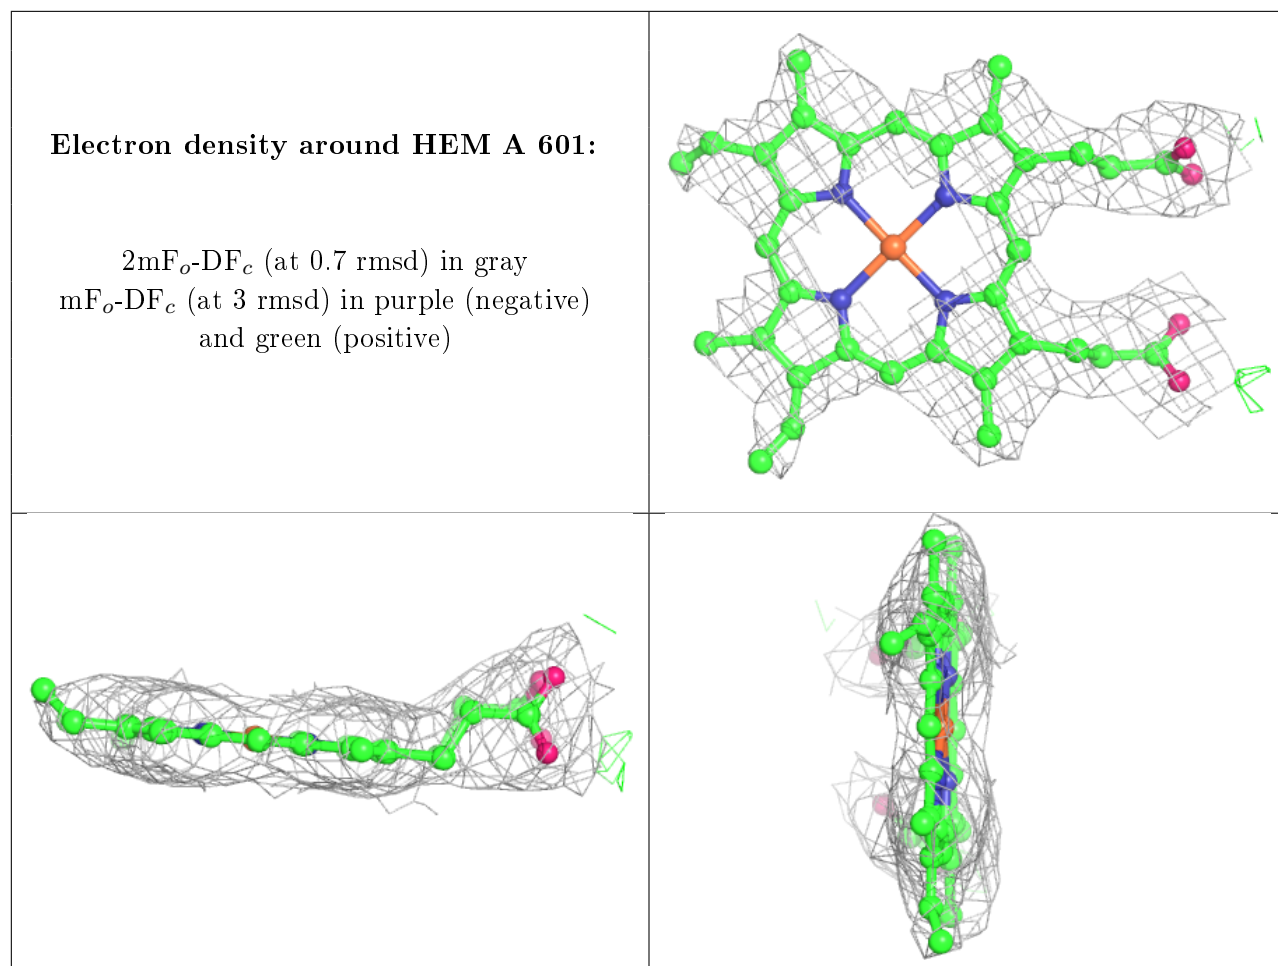 Electron density around HEM A 601:
2mFo-DFc (at 0.7 rmsd) in gray
mFo-DFc (at 3 rmsd) in purple (negative)
and green (positive)